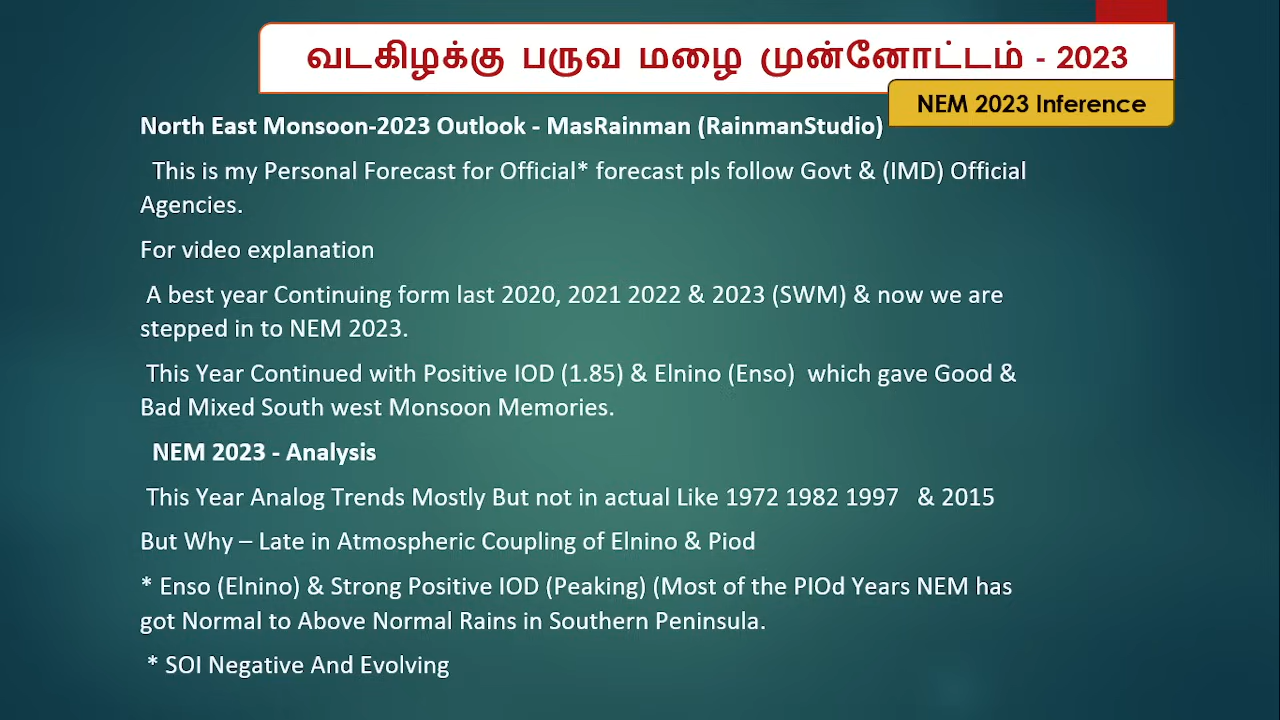 வடகிழக்கு பருவ மழை முன்னோட்டம் - 2023
NEM 2023 Inference
North East Monsoon-2023 Outlook - MasRainman (RainmanStudio)
This is my Personal Forecast for Official* forecast pls follow Govt & (IMD) Official
Agencies.
For video explanation
A best year Continuing form last 2020, 2021 2022 & 2023 (SWM) & now we are
stepped in to NEM 2023.
This Year Continued with Positive IOD (1.85) & Elnino (Enso) which gave Good &
Bad Mixed South west Monsoon Memories.
NEM 2023 - Analysis
This Year Analog Trends Mostly But not in actual Like 1972 1982 1997 & 2015
But Why – Late in Atmospheric Coupling of Elnino & Piod
* Enso (Elnino) & Strong Positive IOD (Peaking) (Most of the PIOd Years NEM has
got Normal to Above Normal Rains in Southern Peninsula.
* SOI Negative And Evolving